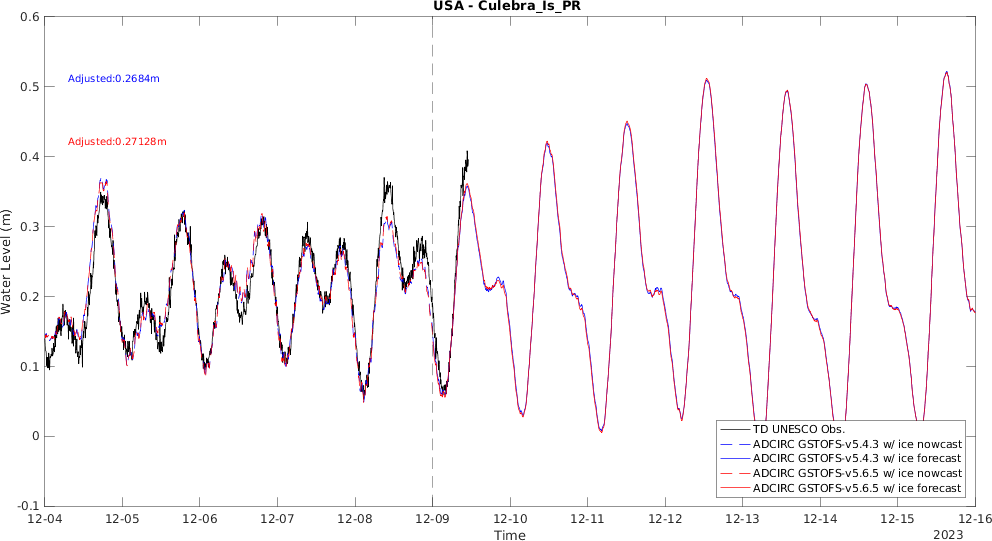 USA - Culebra_Is_PR
0.6
0.5
0.4
0.3
0.2
0.1
0
-0.1
Water Level (m)
Adjusted:0.2684m
Adjusted:0.27128m
TD UNESCO Obs.
ADCIRC GSTOFS-v5.4.3 w/ ice nowcast
ADCIRC GSTOFS-v5.4.3 w/ ice forecast
ADCIRC GSTOFS-v5.6.5 w/ ice nowcast
ADCIRC GSTOFS-v5.6.5 w/ ice forecast
12-04 12-05 12-06 12-07 12-08 12-09 12-10 12-11 12-12 12-13 12-14 12-15 12-16
Time
2023